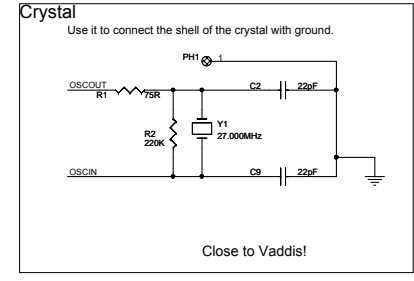 Crystal
Use it to connect the shell of the crystal with ground.
PH1 1
OSCOUT
R1 75R
C2 22pF
R2
220K
Y1
27.000MHz
OSCIN
C9 22pF
Close to Vaddis!